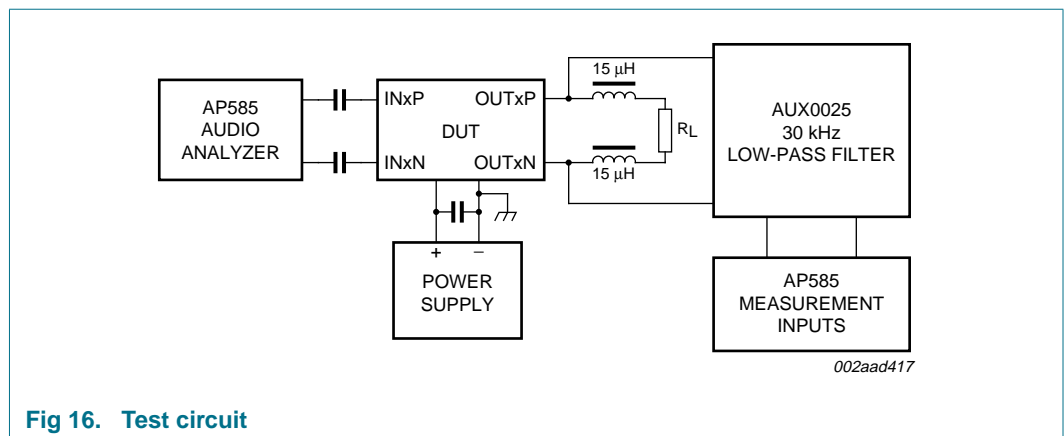 15 μH
AP585
AUDIO
ANALYZER
INxP
OUTxP
DUT
INxN
OUTxN
RL
15 μH
AUX0025
30 kHz
LOW-PASS FILTER
+
−
POWER
SUPPLY
AP585
MEASUREMENT
INPUTS
002aad417
Fig 16. Test circuit